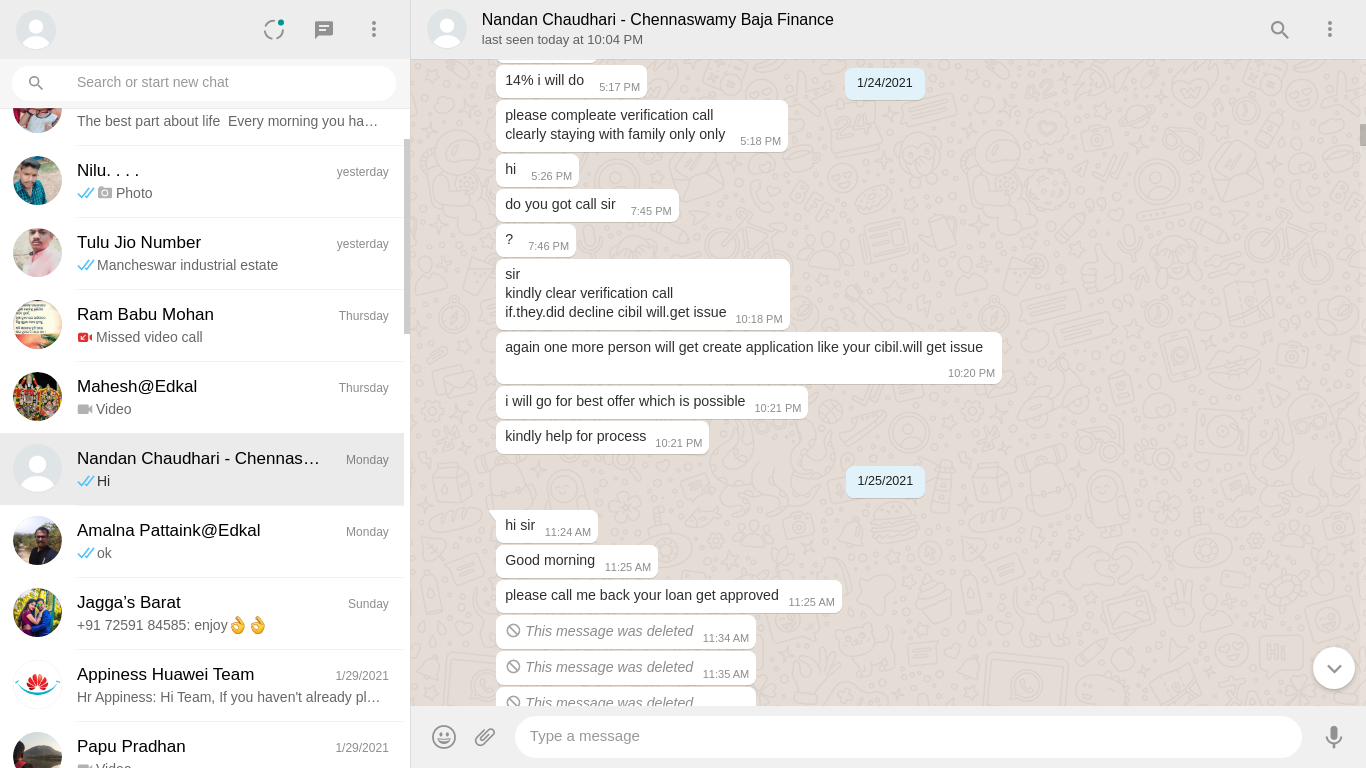 Search or start new chat
The best part about life  Every morning you ha…
Nilu. . . .
yesterday
Photo
Tulu Jio Number
yesterday
Mancheswar industrial estate
Ram Babu Mohan
Thursday
Missed video call
Mahesh@Edkal
Thursday
Video
Nandan Chaudhari - Chennas…
Monday
Hi
Amalna Pattaink@Edkal
Monday
ok
Jagga’s Barat
Sunday
+91 72591 84585: enjoy👌👌
Appiness Huawei Team
1/29/2021
Hr Appiness: Hi Team, If you haven't already pl…
Papu Pradhan
1/29/2021
Video
Nandan Chaudhari - Chennaswamy Baja Finance
last seen today at 10:04 PM
1/24/2021
14% i will do
5:17 PM
please compleate verification call
clearly staying with family only only
5:18 PM
hi
5:26 PM
do you got call sir
7:45 PM
?
7:46 PM
sir
kindly clear verification call
if.they.did decline cibil will.get issue
10:18 PM
again one more person will get create application like your cibil.will get issue
10:20 PM
i will go for best offer which is possible
10:21 PM
kindly help for process
10:21 PM
1/25/2021
hi sir
11:24 AM
Good morning
11:25 AM
please call me back your loan get approved
11:25 AM
This message was deleted
11:34 AM
This message was deleted
11:35 AM
This message was deleted
Type a message